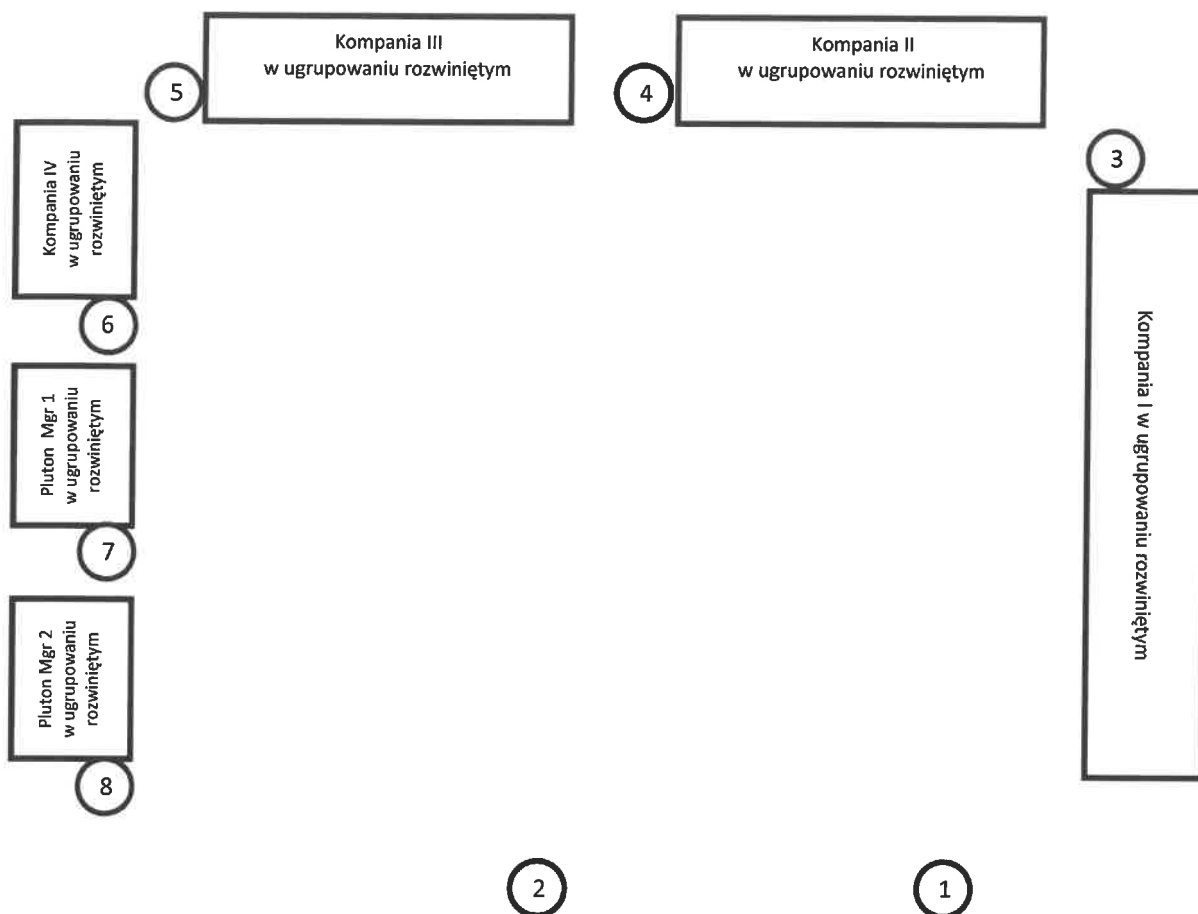 Kompania III
w ugrupowaniu rozwiniętym
Kompania II
w ugrupowaniu rozwiniętym
5
4
3
Kompania IV
w ugrupowaniu
rozwiniętym
6
Kompania I w ugrupowaniu rozwiniętym
Pluton Mgr 1
w ugrupowaniu
rozwiniętym
7
Pluton Mgr 2
w ugrupowaniu
rozwiniętym
8
2
1